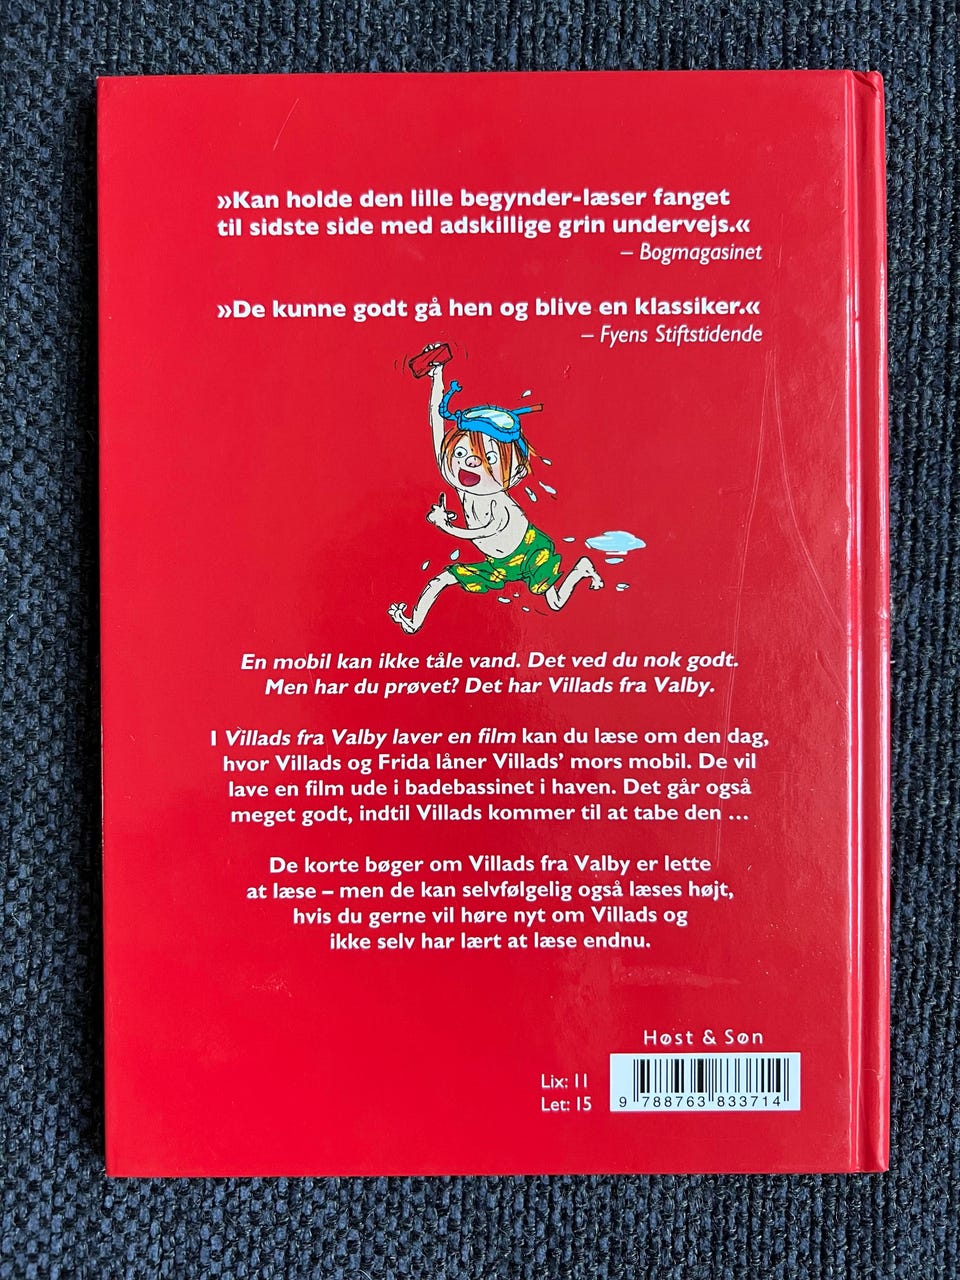 »Kan holde den lille begynder-læser fanget
til sidste side med adskillige grin undervejs.«
– Bogmagasinet
»De kunne godt gå hen og blive en klassiker.«
– Fyens Stiftstidende
En mobil kan ikke tåle vand. Det ved du nok godt.
Men har du prøvet? Det har Villads fra Valby.
I Villads fra Valby laver en film kan du læse om den dag,
hvor Villads og Frida låner Villads’ mors mobil. De vil
lave en film ude i badebassinet i haven. Det går også
meget godt, indtil Villads kommer til at tabe den ...
De korte bøger om Villads fra Valby er lette
at læse – men de kan selvfølgelig også læses højt,
hvis du gerne vil høre nyt om Villads og
ikke selv har lært at læse endnu.
Høst & Søn
Lix: 11
Let: 15
9 788763 833714